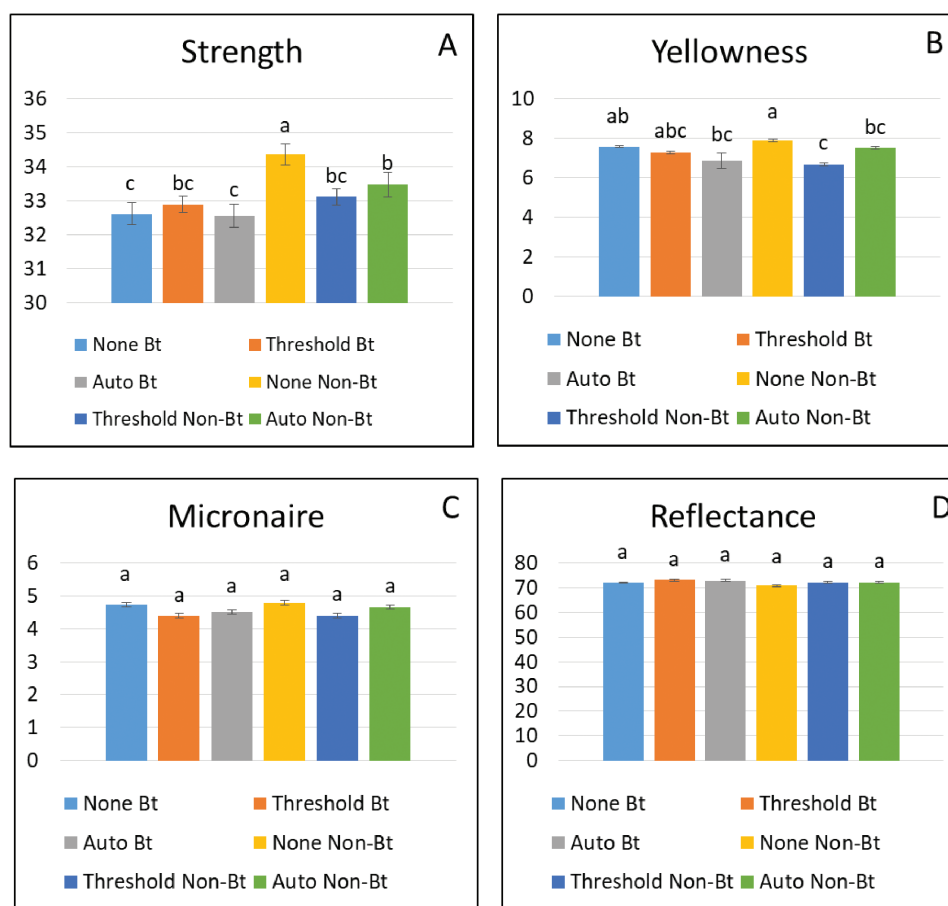 Strength A
36
35
34
33
32
31
30
c bc c a bc b
None Bt Threshold Bt
Auto Bt None Non-Bt
Threshold Non-Bt Auto Non-Bt
Yellowness B
10
8
6
4
2
0
ab abc bc a c bc
None Bt Threshold Bt
Auto Bt None Non-Bt
Threshold Non-Bt Auto Non-Bt
Micronaire C
6
5
4
3
2
1
0
a a a a a a
None Bt Threshold Bt
Auto Bt None Non-Bt
Threshold Non-Bt Auto Non-Bt
Reflectance D
80
70
60
50
40
30
20
10
0
a a a a a a
None Bt Threshold Bt
Auto Bt None Non-Bt
Threshold Non-Bt Auto Non-Bt